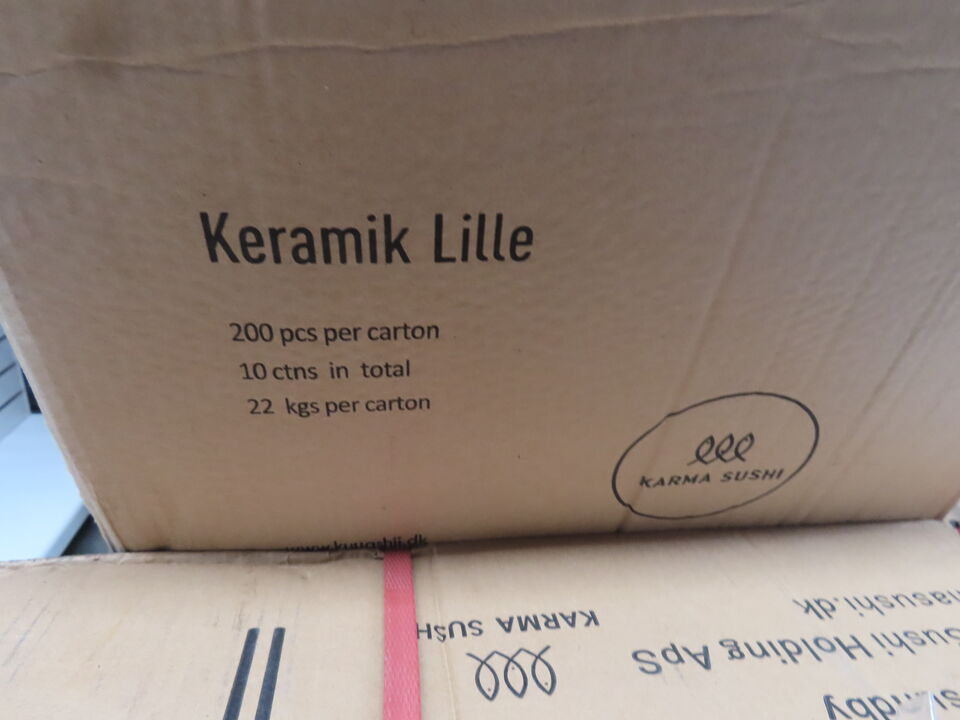 Keramik Lille
200 pcs per carton
10 ctns in total
22 kgs per carton
KARMA SUSHI
KARMA SUSH
Sushi Holding ApS